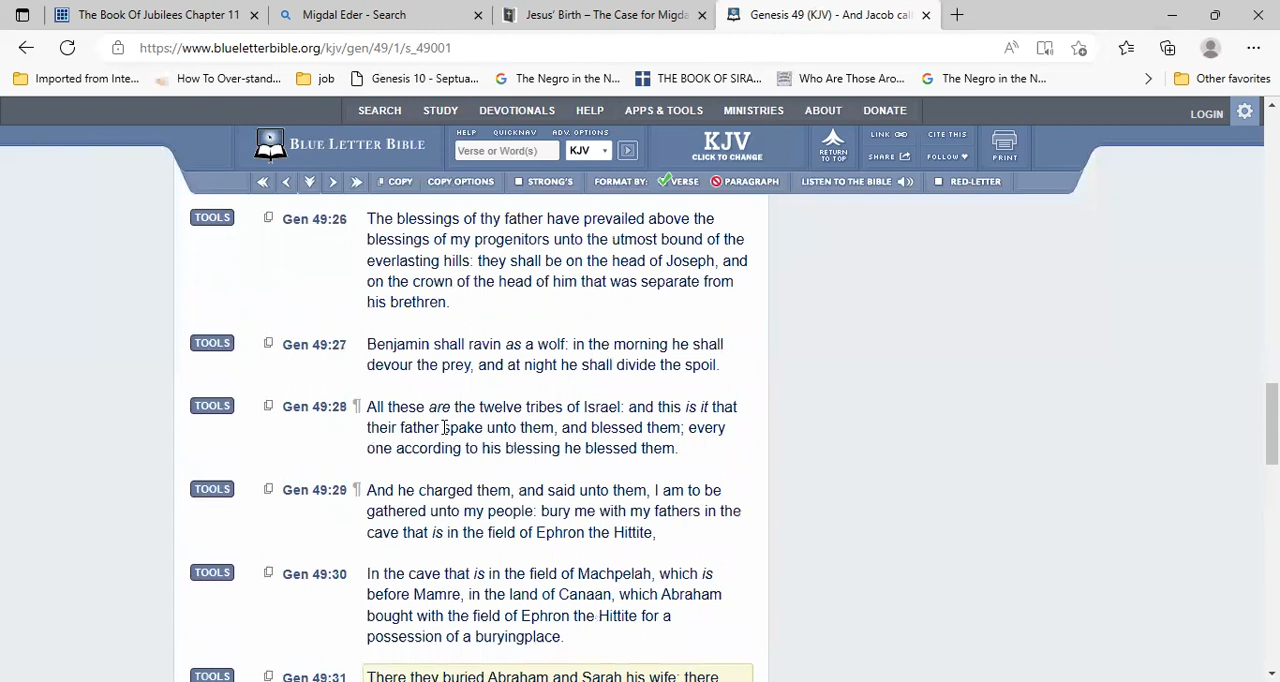 The Book Of Jubilees Chapter 11
Migdal Eder - Search
Jesus' Birth – The Case for Migda
Genesis 49 (KJV) - And Jacob cal
https://www.blueletterbible.org/kjv/gen/49/1/s_49001
Imported from Inte...
How To Over-stand...
job
Genesis 10 - Septua...
The Negro in the N...
THE BOOK OF SIRA...
Who Are Those Aro...
The Negro in the N...
Other favorites
SEARCH STUDY DEVOTIONALS HELP APPS & TOOLS MINISTRIES ABOUT DONATE
LOGIN
BLUE LETTER BIBLE
HELP QUICKNAV ADV. OPTIONS
Verse or Word(s) KJV
KJV
CLICK TO CHANGE
RETURN
TO TOP
LINK CITE THIS
SHARE FOLLOW
PRINT
COPY COPY OPTIONS STRONG'S FORMAT BY: VERSE PARAGRAPH LISTEN TO THE BIBLE RED-LETTER
TOOLS Gen 49:26 The blessings of thy father have prevailed above the
blessings of my progenitors unto the utmost bound of the
everlasting hills: they shall be on the head of Joseph, and
on the crown of the head of him that was separate from
his brethren.
TOOLS Gen 49:27 Benjamin shall ravin as a wolf: in the morning he shall
devour the prey, and at night he shall divide the spoil.
TOOLS Gen 49:28 ¶ All these are the twelve tribes of Israel: and this is it that
their father spake unto them, and blessed them; every
one according to his blessing he blessed them.
TOOLS Gen 49:29 ¶ And he charged them, and said unto them, I am to be
gathered unto my people: bury me with my fathers in the
cave that is in the field of Ephron the Hittite,
TOOLS Gen 49:30 In the cave that is in the field of Machpelah, which is
before Mamre, in the land of Canaan, which Abraham
bought with the field of Ephron the Hittite for a
possession of a buryingplace.
TOOLS Gen 49:31 There they buried Abraham and Sarah his wife; there